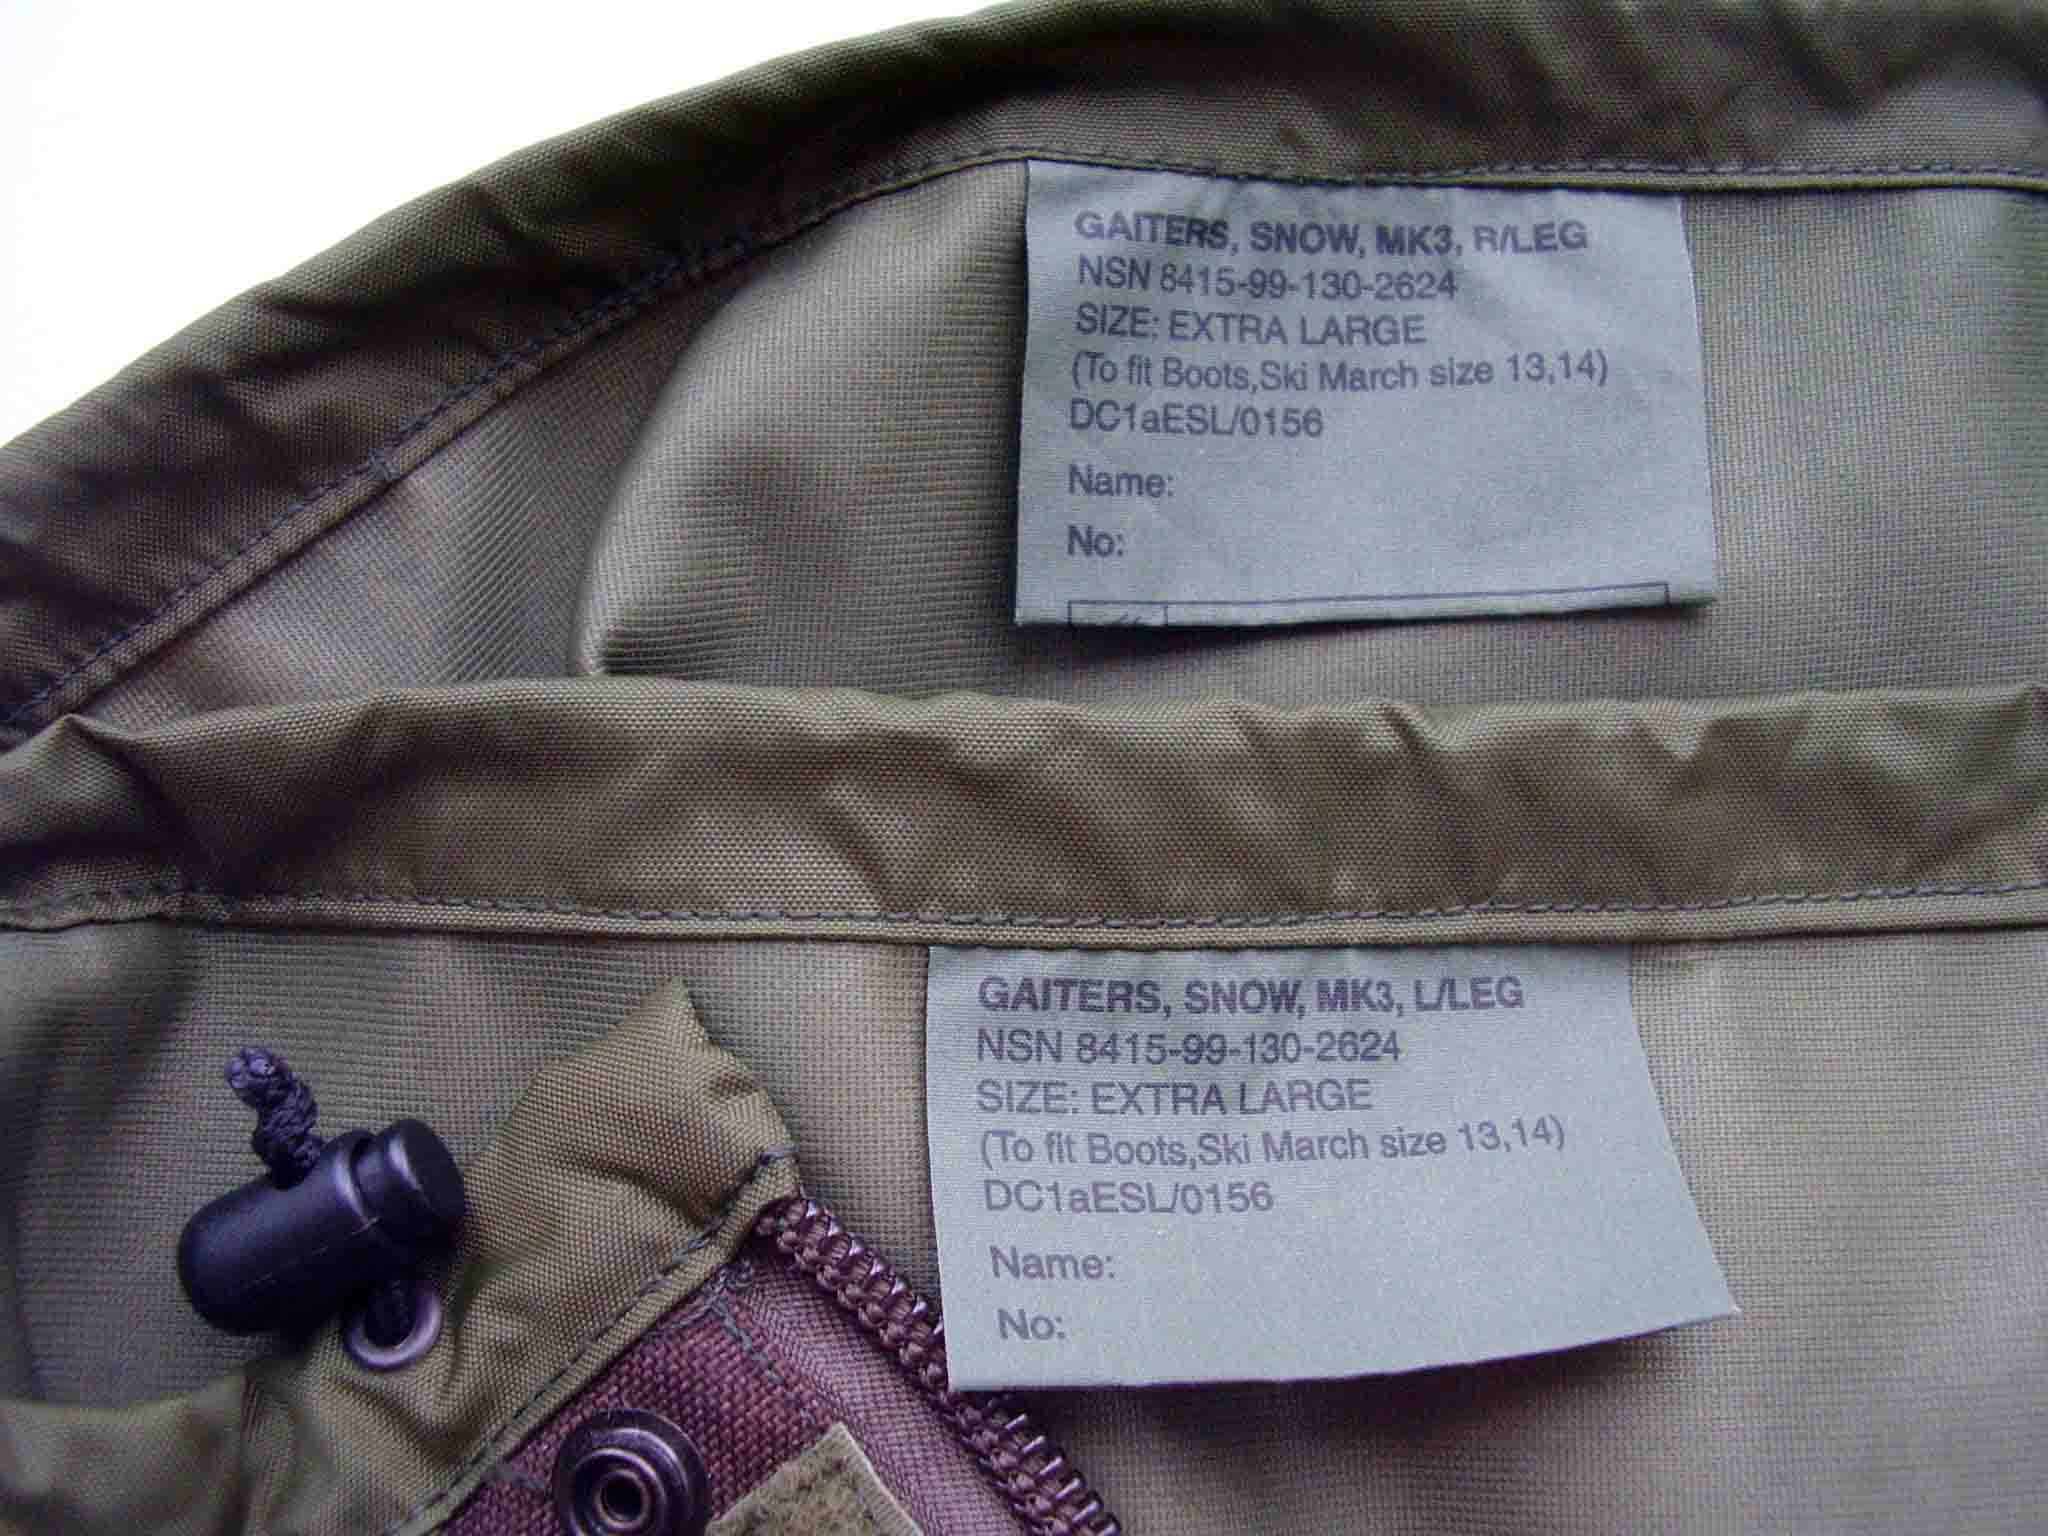 GAITERS, SNOW, MK3, R/LEG
NSN 8415-99-130-2624
SIZE: EXTRA LARGE
(To fit Boots,Ski March size 13,14)
DC1aESL/0156
Name:
No:
GAITERS, SNOW, MK3, L/LEG
NSN 8415-99-130-2624
SIZE: EXTRA LARGE
(To fit Boots,Ski March size 13,14)
DC1aESL/0156
Name:
No: